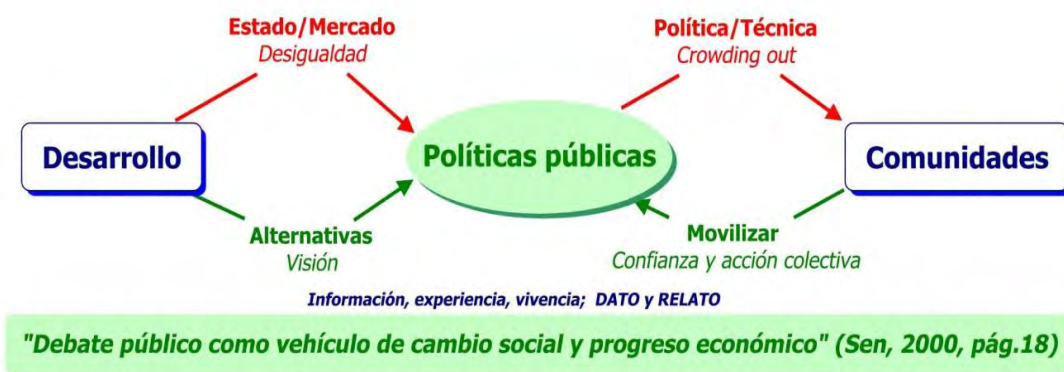 Estado/Mercado
Desigualdad
Política/Técnica
Crowding out
Desarrollo
Políticas públicas
Comunidades
Alternativas
Visión
Movilizar
Confianza y acción colectiva
Información, experiencia, vivencia; DATO y RELATO
"Debate público como vehículo de cambio social y progreso económico" (Sen, 2000, pág.18)